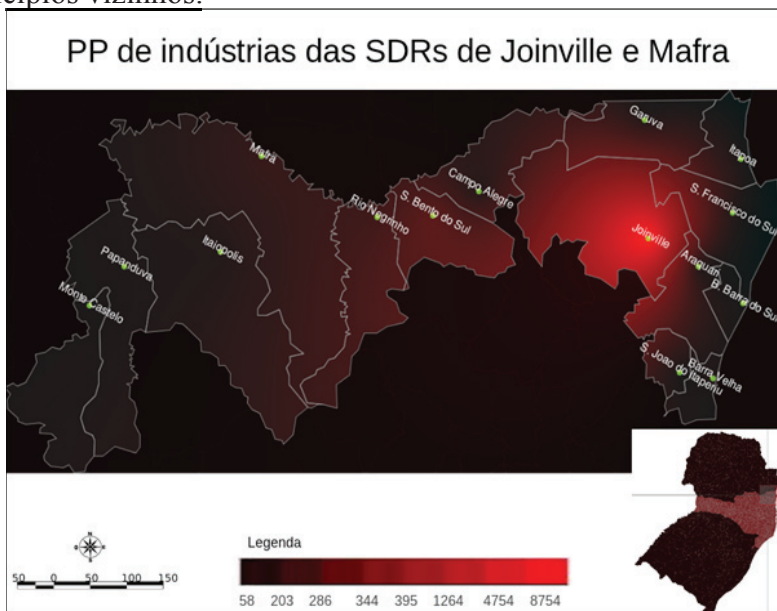 cípios vizinhos.
PP de indústrias das SDRs de Joinville e Mafra
Garuva
Itapoa
Mafra
Campo Alegre
Rio Negrinho
S. Bento do Sul
S. Francisco do Sul
Joinville
Itaiopolis
Papanduva
Araquari
Monte Castelo
B. Barra do Sul
S. Joao do Itaperiu
Barra Velha
N
Legenda
50 0 50 100 150
58 203 286 344 395 1264 4754 8754